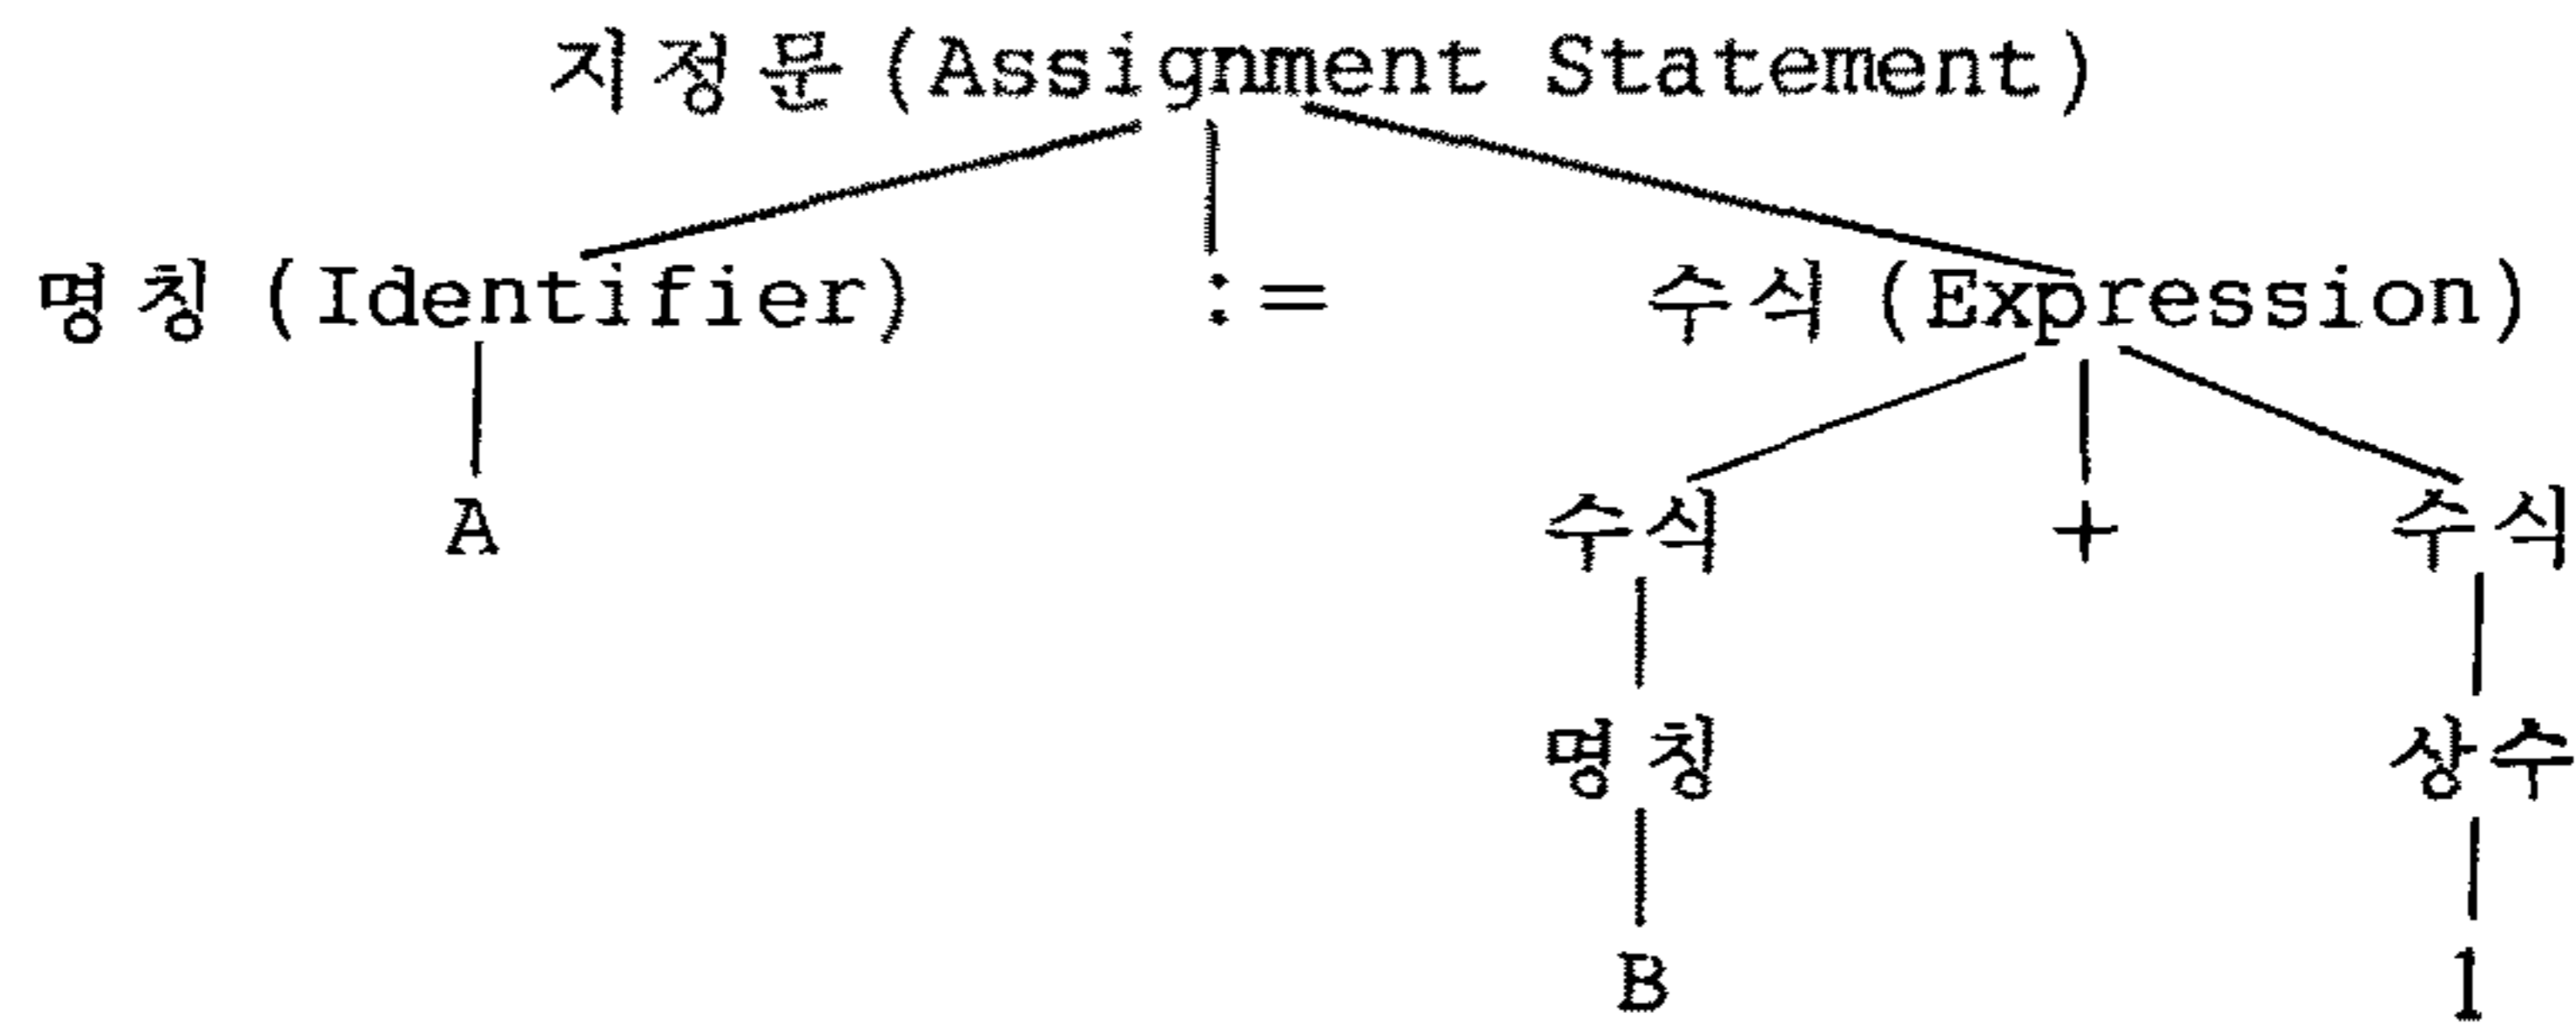 지정문(Assignment Statement)
명칭(Identifier) := 수식(Expression)
A 수식 + 수식
명칭 상수
B 1